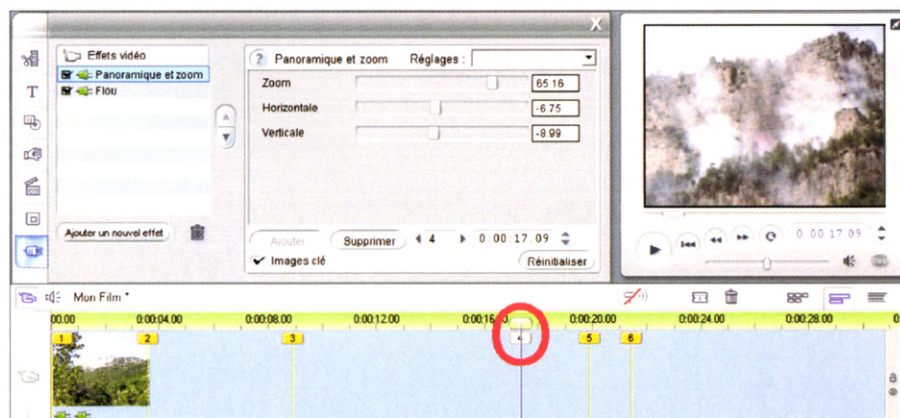 X
Effets vidéo
Panoramique et zoom
Flou
Ajouter un nouvel effet
? Panoramique et zoom Réglages :
Zoom 65.16
Horizontale -6.75
Verticale -8.99
Ajouter Supprimer 4 0:00:17.09
Images clé Réinitialiser
T
0:00:17.09
Mon Film *
00.00 0:00:04.00 0:00:08.00 0:00:12.00 0:00:16.00 0:00:20.00 0:00:24.00 0:00:28.00
1 2 3 4 5 6